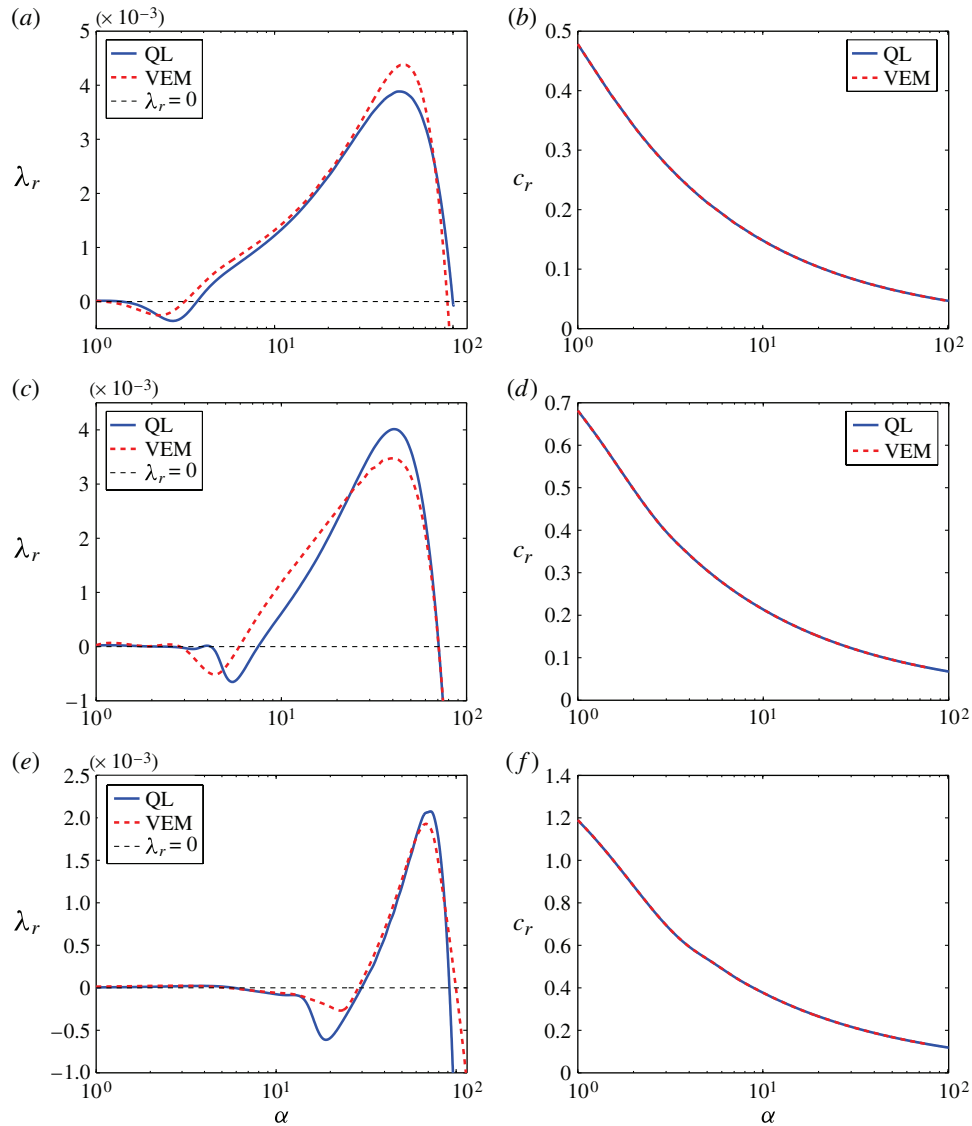 (a)
(× 10⁻³)
5
4
3
2
1
0
λr
QL
VEM
λr = 0
10⁰
10¹
10²
(b)
0.5
0.4
0.3
0.2
0.1
0
cr
QL
VEM
10⁰
10¹
10²
(c)
(× 10⁻³)
4
3
2
1
0
−1
λr
QL
VEM
λr = 0
10⁰
10¹
10²
(d)
0.7
0.6
0.5
0.4
0.3
0.2
0.1
0
cr
QL
VEM
10⁰
10¹
10²
(e)
(× 10⁻³)
2.5
2.0
1.5
1.0
0.5
0
−0.5
−1.0
λr
QL
VEM
λr = 0
10⁰
10¹
10²
α
(f)
1.4
1.2
1.0
0.8
0.6
0.4
0.2
0
cr
10⁰
10¹
10²
α